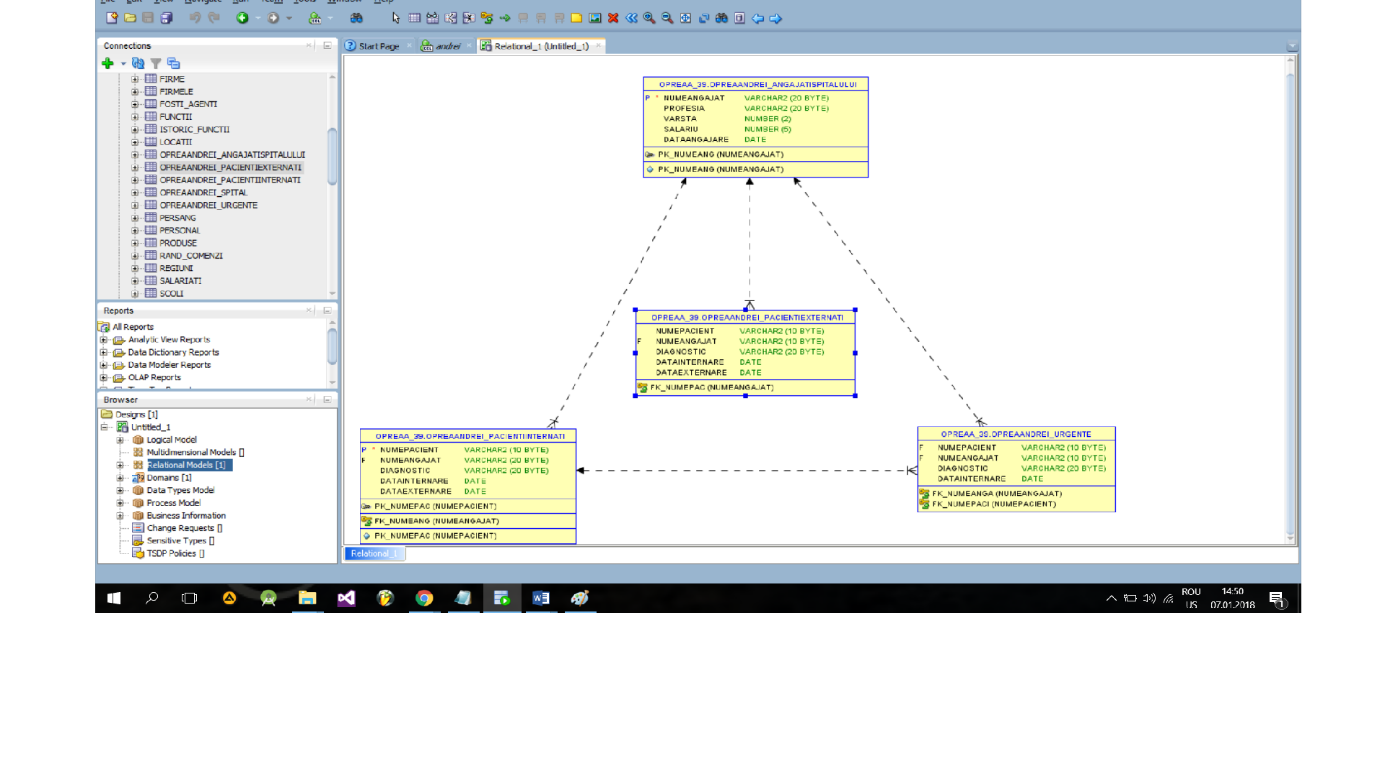 Start Page
andrei
Relational_1 (Untitled_1)
Connections
FIRME
FIRMELE
FOSTI_AGENTI
FUNCTII
ISTORIC_FUNCTII
LOCATII
OPREAANDREI_ANGAJATISPITALULUI
OPREAANDREI_PACIENTIEXTERNATI
OPREAANDREI_PACIENTIINTERNATI
OPREAANDREI_SPITAL
OPREAANDREI_URGENTE
PERSANG
PERSONAL
PRODUSE
RAND_COMENZI
REGIUNI
SALARIATI
SCOLI
Reports
All Reports
Analytic View Reports
Data Dictionary Reports
Data Modeler Reports
OLAP Reports
Browser
Designs [1]
Untitled_1
Logical Model
Multidimensional Models []
Relational Models [1]
Domains [1]
Data Types Model
Process Model
Business Information
Change Requests []
Sensitive Types []
TSDP Policies []
OPREAA_39.OPREAANDREI_ANGAJATISPITALULUI
P * NUMEANGAJAT VARCHAR2 (20 BYTE)
PROFESIA VARCHAR2 (20 BYTE)
VARSTA NUMBER (2)
SALARIU NUMBER (5)
DATAANGAJARE DATE
PK_NUMEANG (NUMEANGAJAT)
PK_NUMEANG (NUMEANGAJAT)
OPREAA_39.OPREAANDREI_PACIENTIEXTERNATI
NUMEPACIENT VARCHAR2 (10 BYTE)
F NUMEANGAJAT VARCHAR2 (10 BYTE)
DIAGNOSTIC VARCHAR2 (20 BYTE)
DATAINTERNARE DATE
DATAEXTERNARE DATE
FK_NUMEPAC (NUMEANGAJAT)
OPREAA_39.OPREAANDREI_PACIENTIINTERNATI
P * NUMEPACIENT VARCHAR2 (10 BYTE)
F NUMEANGAJAT VARCHAR2 (20 BYTE)
DIAGNOSTIC VARCHAR2 (20 BYTE)
DATAINTERNARE DATE
DATAEXTERNARE DATE
PK_NUMEPAC (NUMEPACIENT)
FK_NUMEANG (NUMEANGAJAT)
PK_NUMEPAC (NUMEPACIENT)
OPREAA_39.OPREAANDREI_URGENTE
F NUMEPACIENT VARCHAR2 (10 BYTE)
F NUMEANGAJAT VARCHAR2 (10 BYTE)
DIAGNOSTIC VARCHAR2 (20 BYTE)
DATAINTERNARE DATE
FK_NUMEANGA (NUMEANGAJAT)
FK_NUMEPACI (NUMEPACIENT)
Relational_1
ROU
US
14:50
07.01.2018